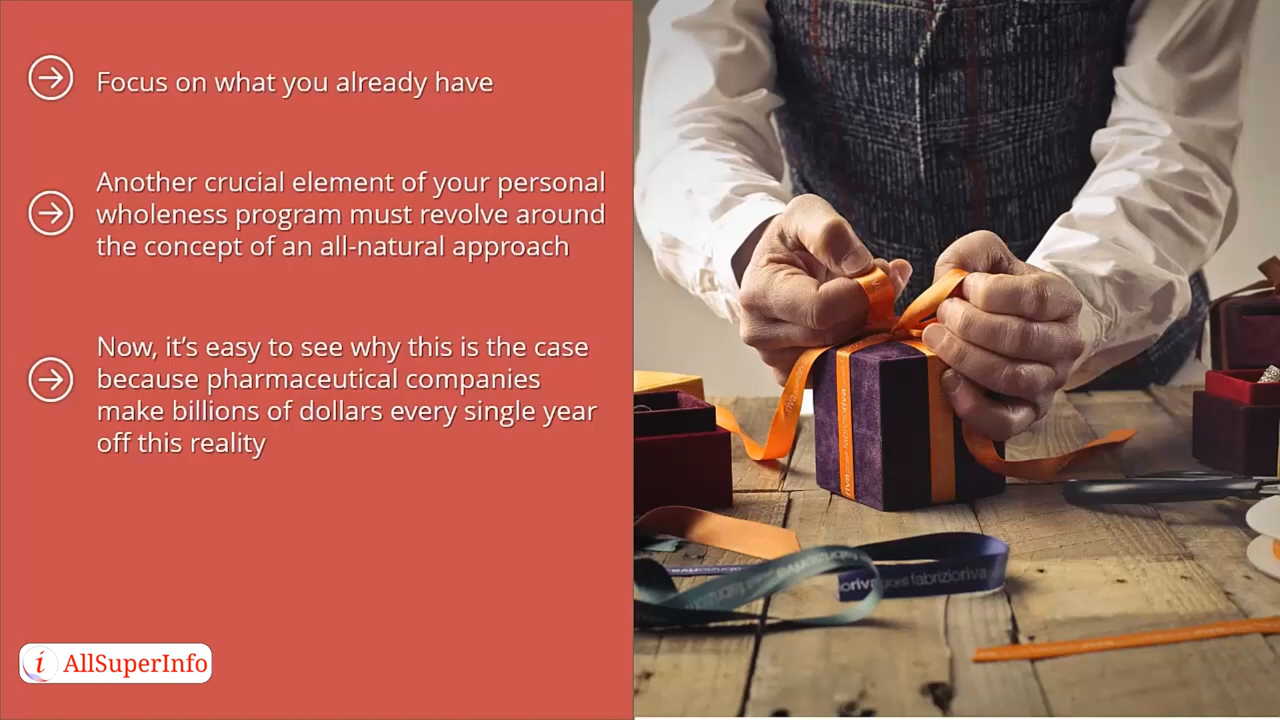 Focus on what you already have
Another crucial element of your personal
wholeness program must revolve around
the concept of an all-natural approach
Now, it’s easy to see why this is the case
because pharmaceutical companies
make billions of dollars every single year
off this reality
i AllSuperInfo
fabrizioriva